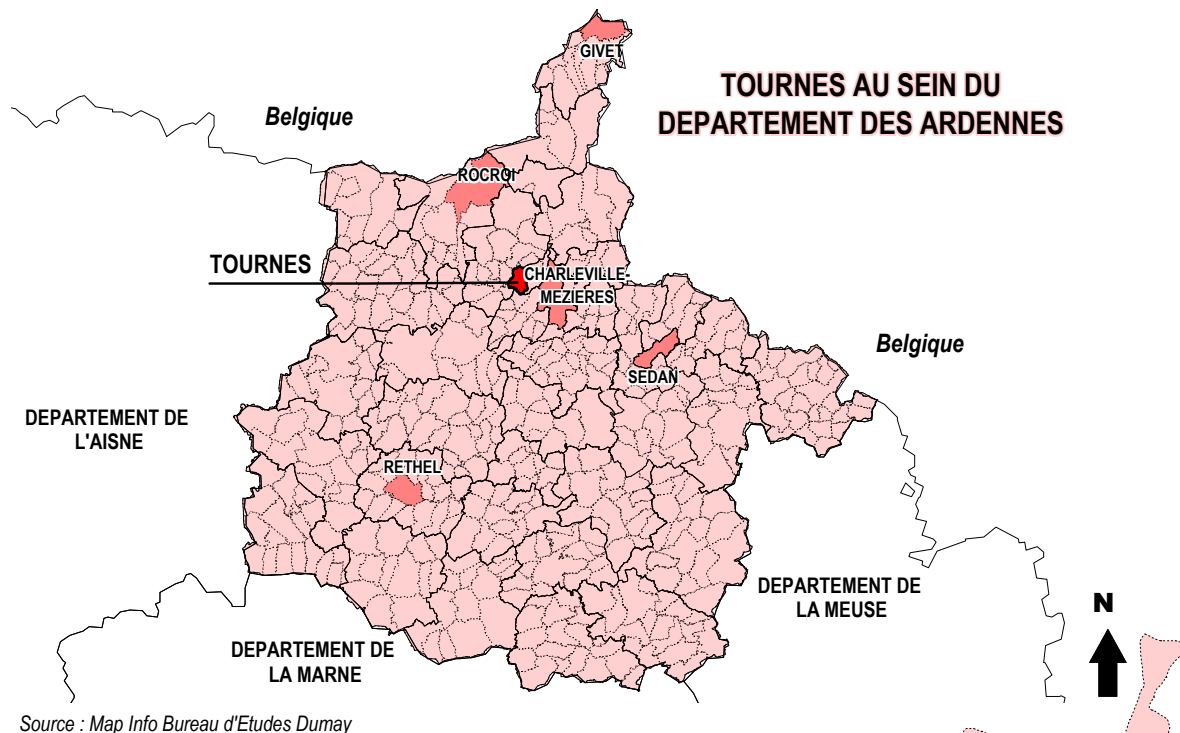 GIVET
TOURNES AU SEIN DU
DEPARTEMENT DES ARDENNES
Belgique
ROCROI
TOURNES
CHARLEVILLE-
MEZIERES
Belgique
SEDAN
DEPARTEMENT DE
L'AISNE
RETHEL
DEPARTEMENT DE
LA MEUSE
N
DEPARTEMENT DE
LA MARNE
Source : Map Info Bureau d'Etudes Dumay